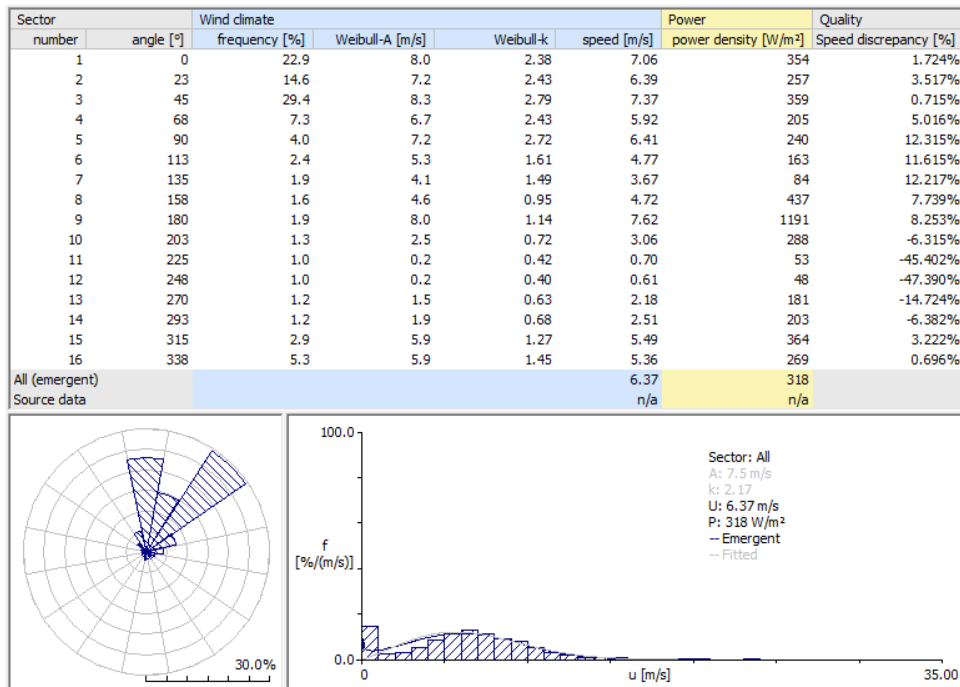 Sector Wind climate Power Quality
number angle [°] frequency [%] Weibull-A [m/s] Weibull-k speed [m/s] power density [W/m²] Speed discrepancy [%]
1 0 22.9 8.0 2.38 7.06 354 1.724%
2 23 14.6 7.2 2.43 6.39 257 3.517%
3 45 29.4 8.3 2.79 7.37 359 0.715%
4 68 7.3 6.7 2.43 5.92 205 5.016%
5 90 4.0 7.2 2.72 6.41 240 12.315%
6 113 2.4 5.3 1.61 4.77 163 11.615%
7 135 1.9 4.1 1.49 3.67 84 12.217%
8 158 1.6 4.6 0.95 4.72 437 7.739%
9 180 1.9 8.0 1.14 7.62 1191 8.253%
10 203 1.3 2.5 0.72 3.06 288 -6.315%
11 225 1.0 0.2 0.42 0.70 53 -45.402%
12 248 1.0 0.2 0.40 0.61 48 -47.390%
13 270 1.2 1.5 0.63 2.18 181 -14.724%
14 293 1.2 1.9 0.68 2.51 203 -6.382%
15 315 2.9 5.9 1.27 5.49 364 3.222%
16 338 5.3 5.9 1.45 5.36 269 0.696%
All (emergent) 6.37 318
Source data n/a n/a
30.0%
100.0
Sector: All
A: 7.5 m/s
k: 2.17
U: 6.37 m/s
P: 318 W/m²
-- Emergent
-- Fitted
f
[%/(m/s)]
0.0
0 u [m/s] 35.00